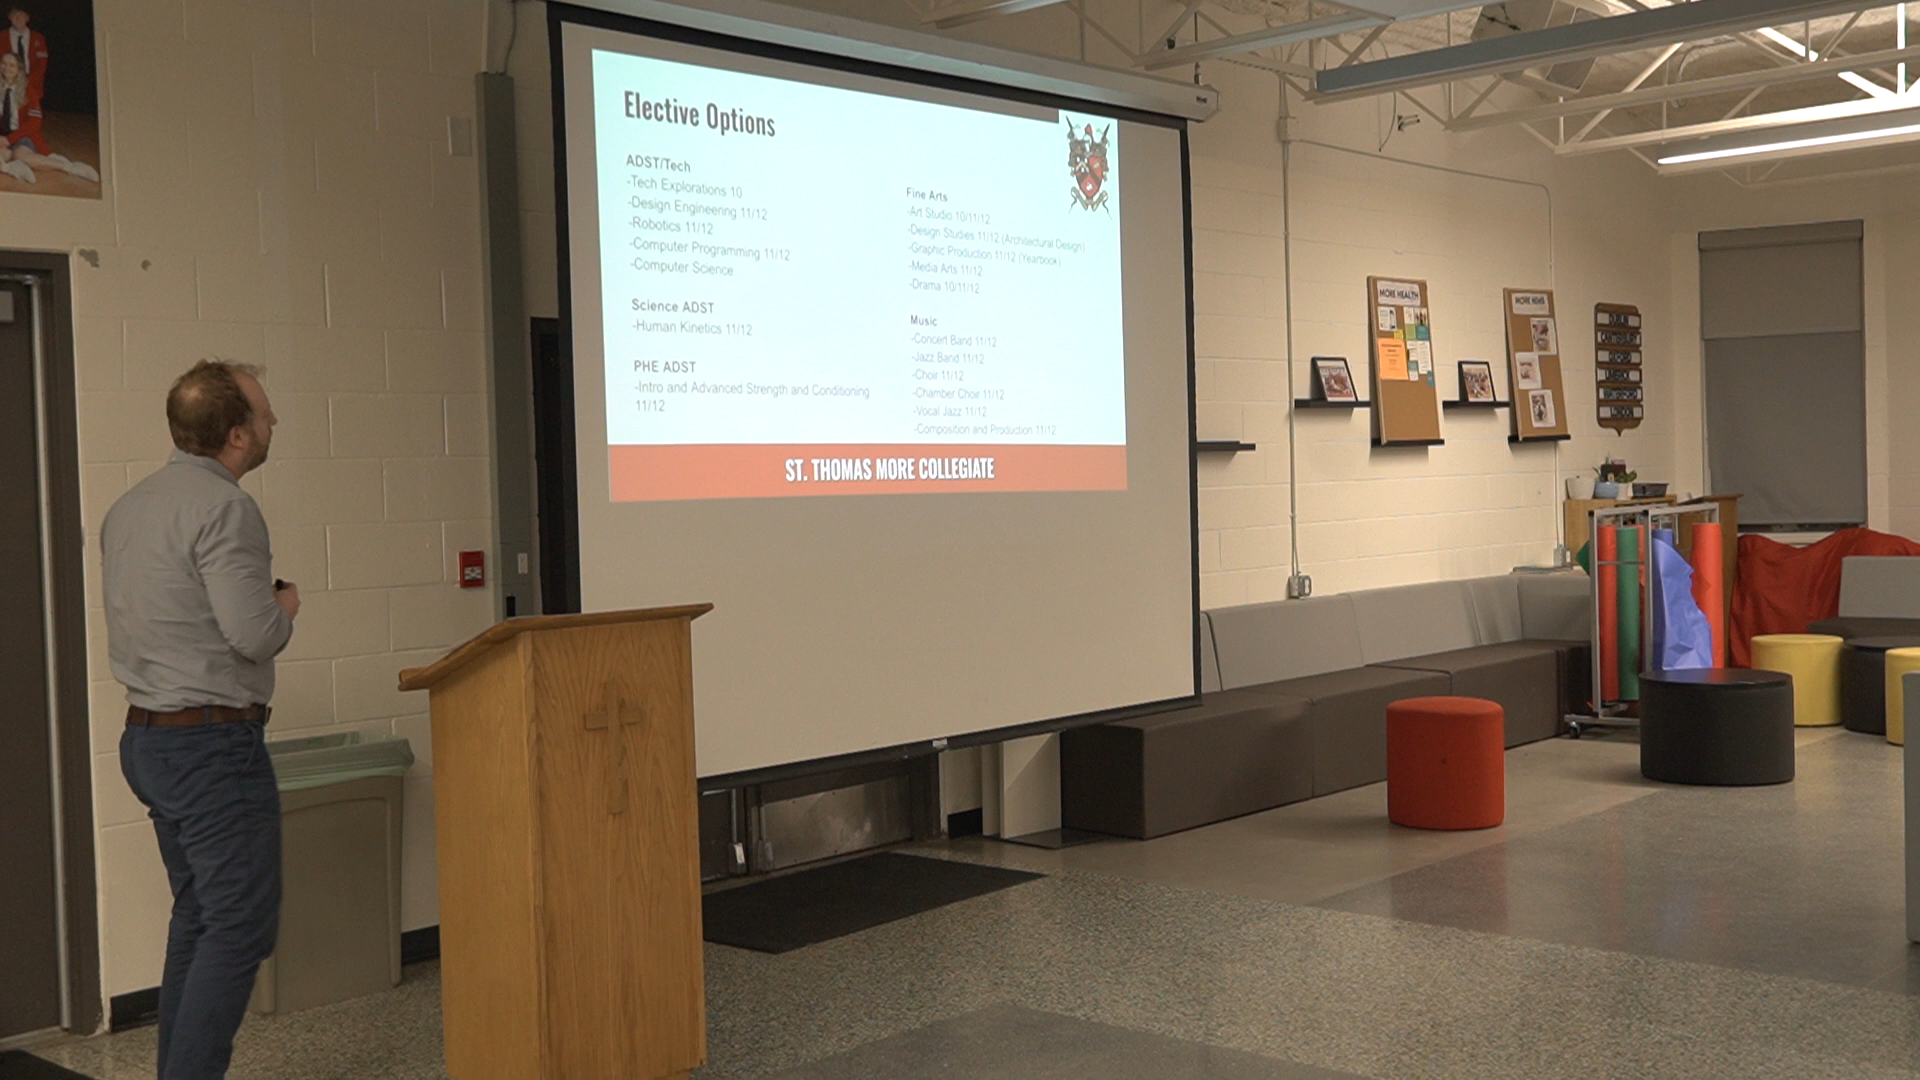 Elective Options
ADST/Tech
-Tech Explorations 10
-Design Engineering 11/12
-Robotics 11/12
-Computer Programming 11/12
-Computer Science
Science ADST
-Human Kinetics 11/12
PHE ADST
-Intro and Advanced Strength and Conditioning
11/12
Fine Arts
-Art Studio 10/11/12
-Design Studies 11/12 (Architectural Design)
-Graphic Production 11/12 (Yearbook)
-Media Arts 11/12
-Drama 10/11/12
Music
-Concert Band 11/12
-Jazz Band 11/12
-Choir 11/12
-Chamber Choir 11/12
-Vocal Jazz 11/12
-Composition and Production 11/12
ST. THOMAS MORE COLLEGIATE
MORE HEALTH
MORE NEWS
CANTERBURY
OXFORD
LONDON